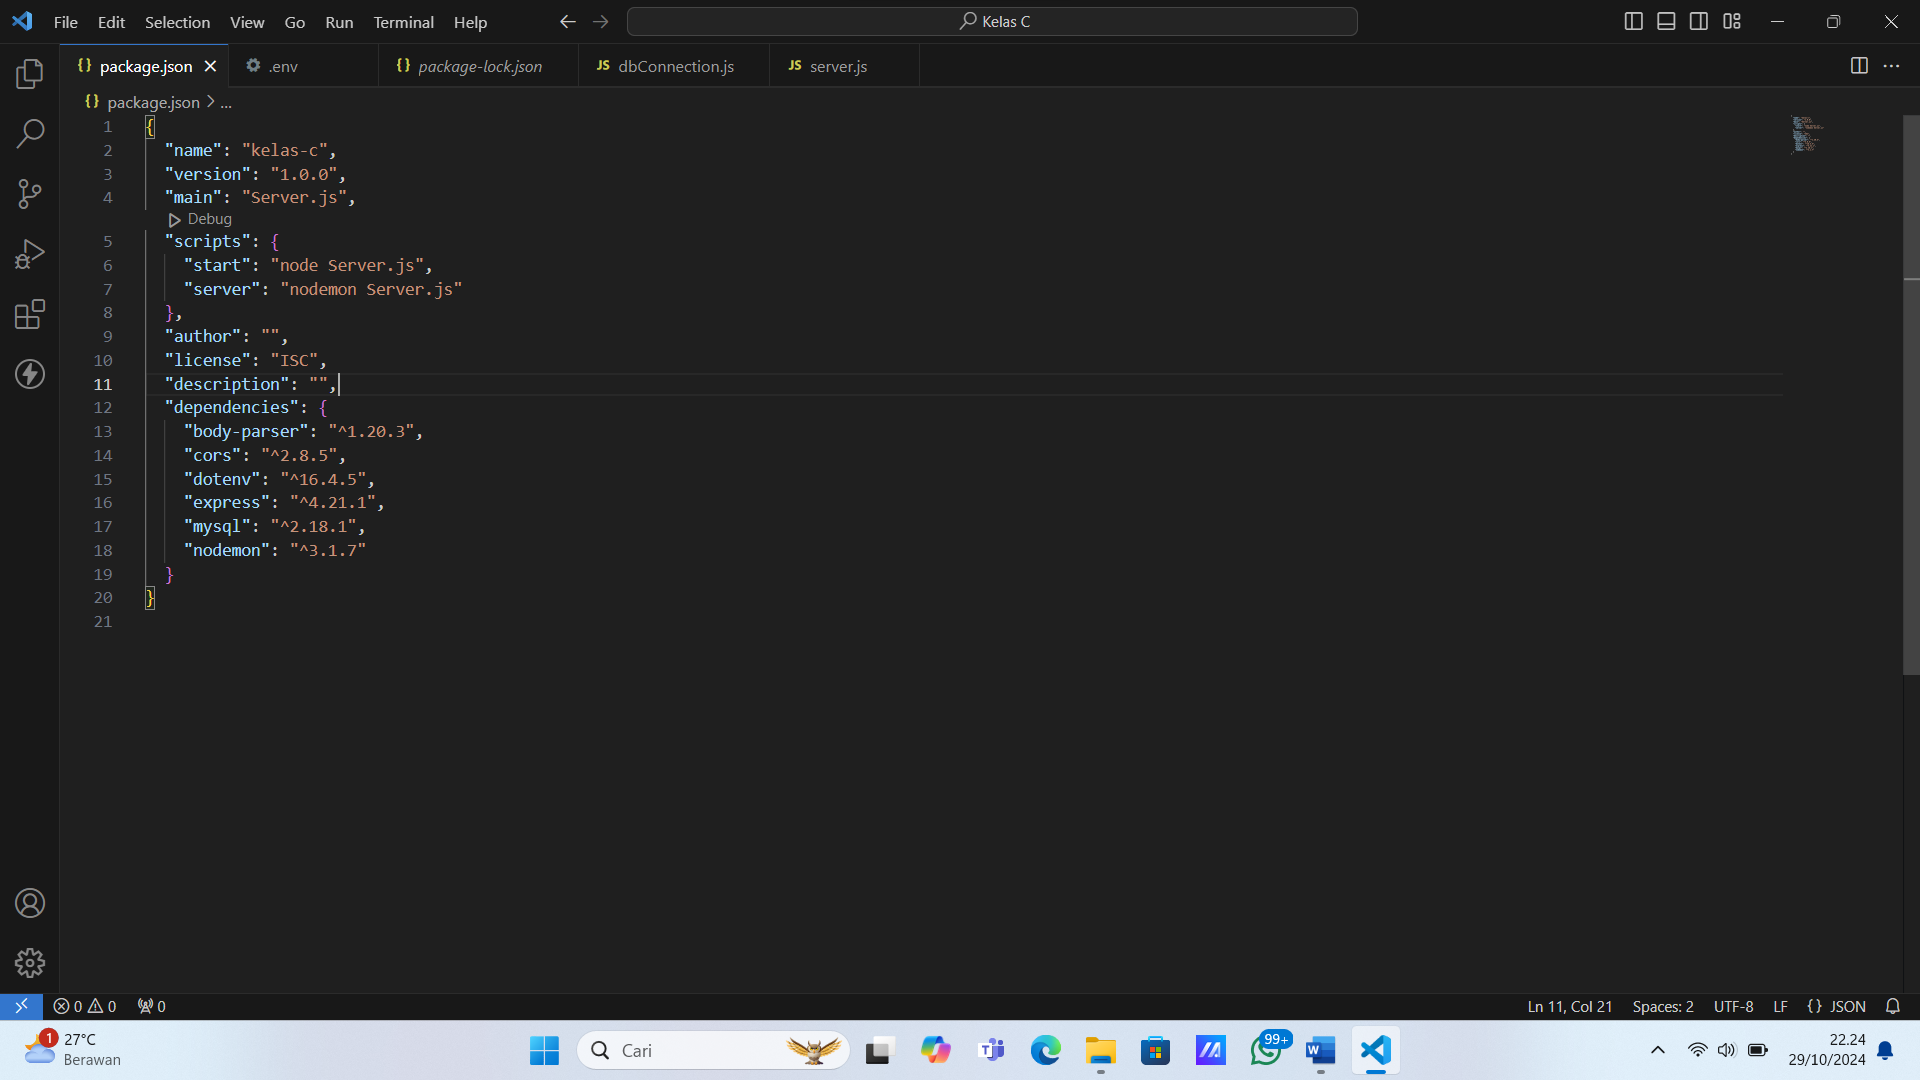 File Edit Selection View Go Run Terminal Help
Kelas C
package.json
.env
package-lock.json
JS dbConnection.js
JS server.js
package.json > ...
1 {
2 "name": "kelas-c",
3 "version": "1.0.0",
4 "main": "Server.js",
Debug
5 "scripts": {
6 "start": "node Server.js",
7 "server": "nodemon Server.js"
8 },
9 "author": "",
10 "license": "ISC",
11 "description": "",
12 "dependencies": {
13 "body-parser": "^1.20.3",
14 "cors": "^2.8.5",
15 "dotenv": "^16.4.5",
16 "express": "^4.21.1",
17 "mysql": "^2.18.1",
18 "nodemon": "^3.1.7"
19 }
20 }
21
0 0 0
Ln 11, Col 21 Spaces: 2 UTF-8 LF {} JSON
1 27°C
Berawan
Cari
99+
W
22.24
29/10/2024